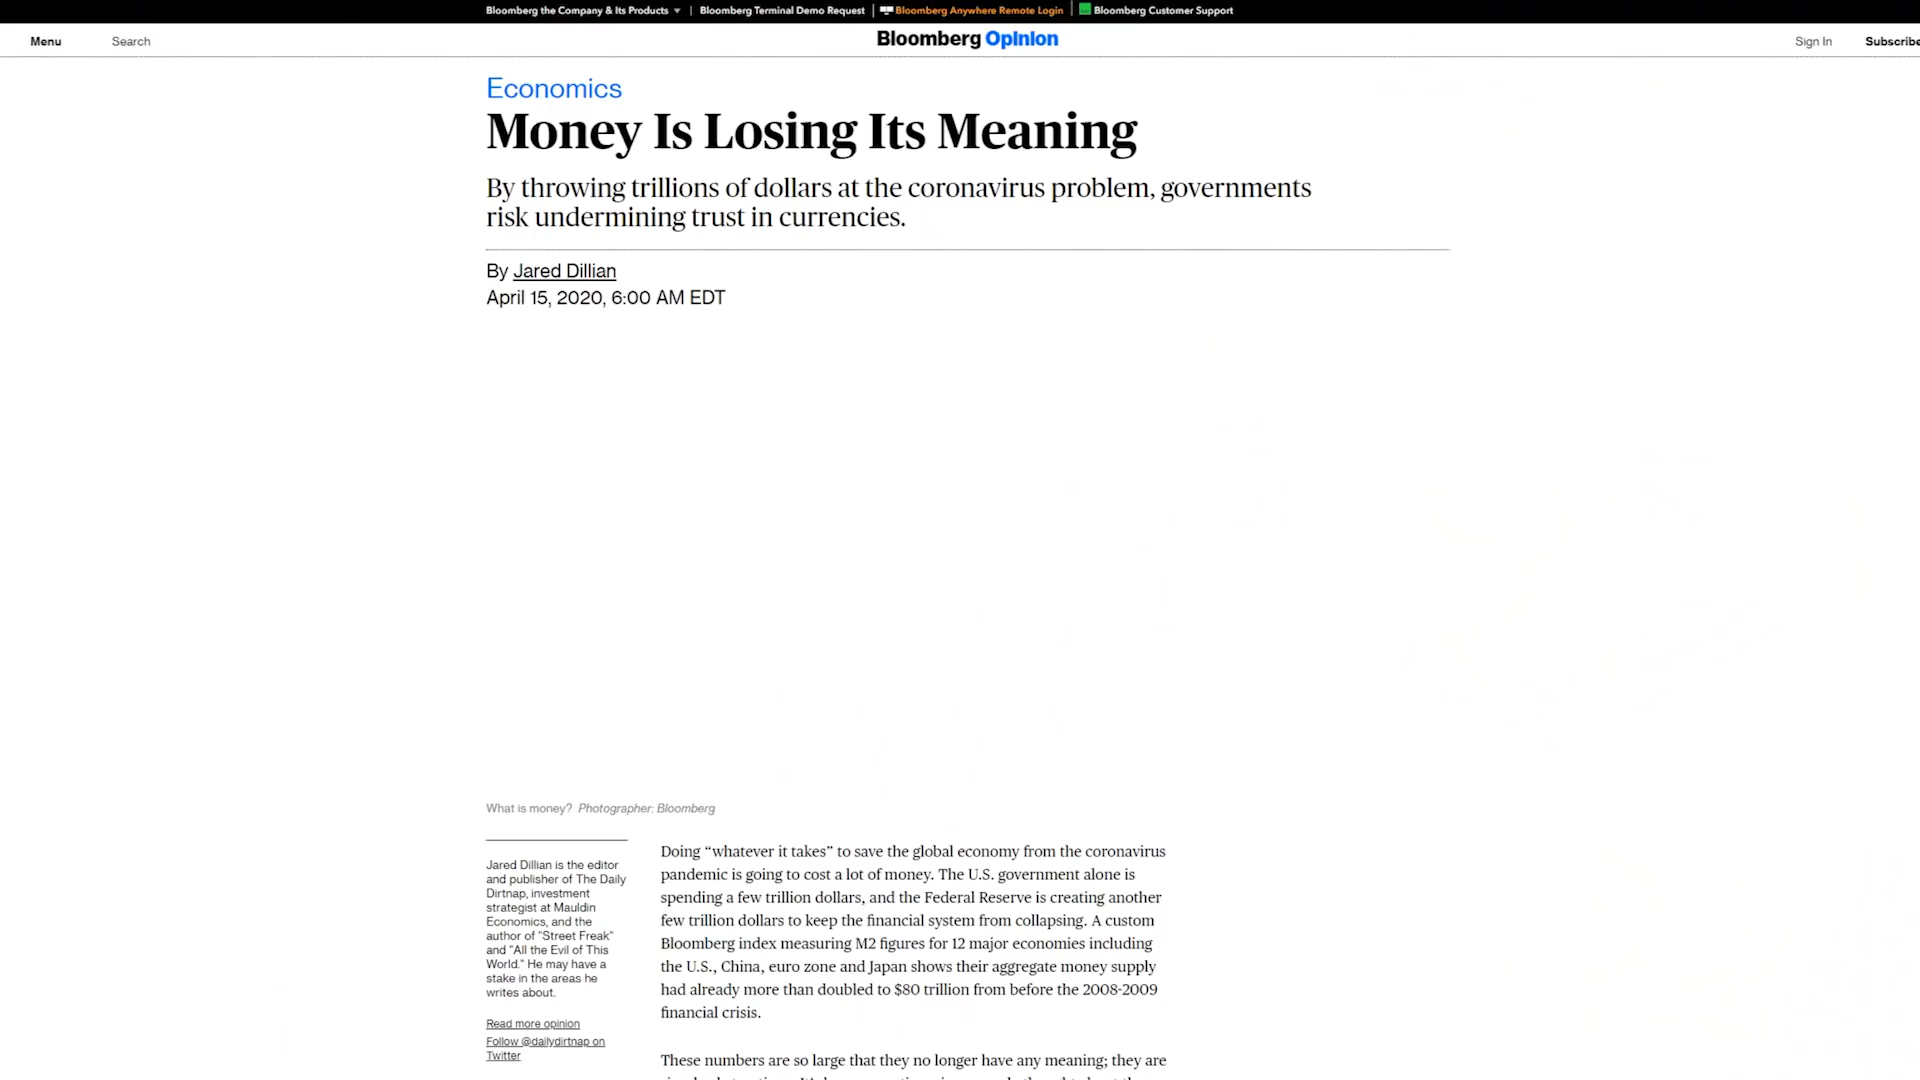 Bloomberg the Company & Its Products ▼ | Bloomberg Terminal Demo Request | Bloomberg Anywhere Remote Login | Bloomberg Customer Support
Menu Search Bloomberg Opinion Sign In Subscribe
Economics
Money Is Losing Its Meaning
By throwing trillions of dollars at the coronavirus problem, governments
risk undermining trust in currencies.
By Jared Dillian
April 15, 2020, 6:00 AM EDT
What is money? Photographer: Bloomberg
Jared Dillian is the editor
and publisher of The Daily
Dirtnap, investment
strategist at Mauldin
Economics, and the
author of "Street Freak"
and "All the Evil of This
World." He may have a
stake in the areas he
writes about.
Read more opinion
Follow @dailydirtnap on
Twitter
Doing “whatever it takes” to save the global economy from the coronavirus
pandemic is going to cost a lot of money. The U.S. government alone is
spending a few trillion dollars, and the Federal Reserve is creating another
few trillion dollars to keep the financial system from collapsing. A custom
Bloomberg index measuring M2 figures for 12 major economies including
the U.S., China, euro zone and Japan shows their aggregate money supply
had already more than doubled to $80 trillion from before the 2008-2009
financial crisis.
These numbers are so large that they no longer have any meaning; they are